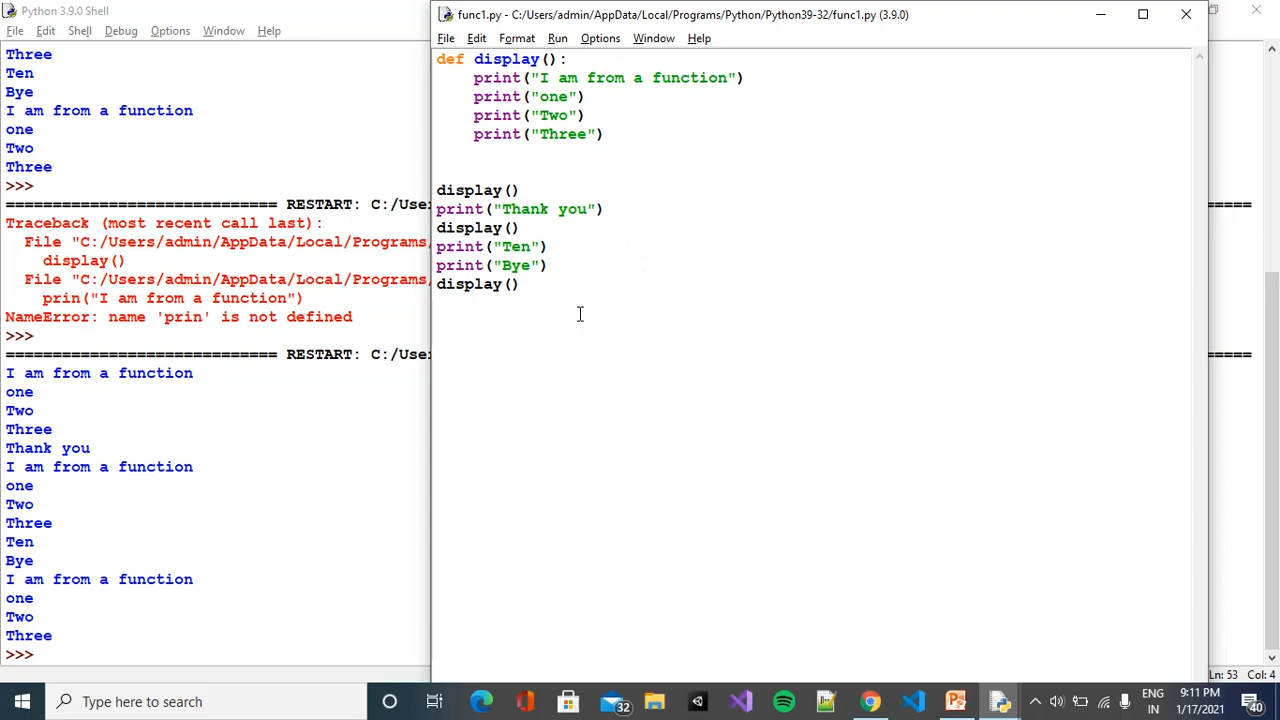 Python 3.9.0 Shell
File Edit Shell Debug Options Window Help
Three
Ten
Bye
I am from a function
one
Two
Three
>>>
============================= RESTART: C:/Use
Traceback (most recent call last):
File "C:/Users/admin/AppData/Local/Programs/
display()
File "C:/Users/admin/AppData/Local/Programs/
prin("I am from a function")
NameError: name 'prin' is not defined
>>>
============================= RESTART: C:/Use
I am from a function
one
Two
Three
Thank you
I am from a function
one
Two
Three
Ten
Bye
I am from a function
one
Two
Three
>>>
=====
=====
Ln: 53 Col: 4
func1.py - C:/Users/admin/AppData/Local/Programs/Python/Python39-32/func1.py (3.9.0)
File Edit Format Run Options Window Help
def display():
print("I am from a function")
print("one")
print("Two")
print("Three")
display()
print("Thank you")
display()
print("Ten")
print("Bye")
display()
Type here to search
32
ENG
IN
9:11 PM
1/17/2021
40